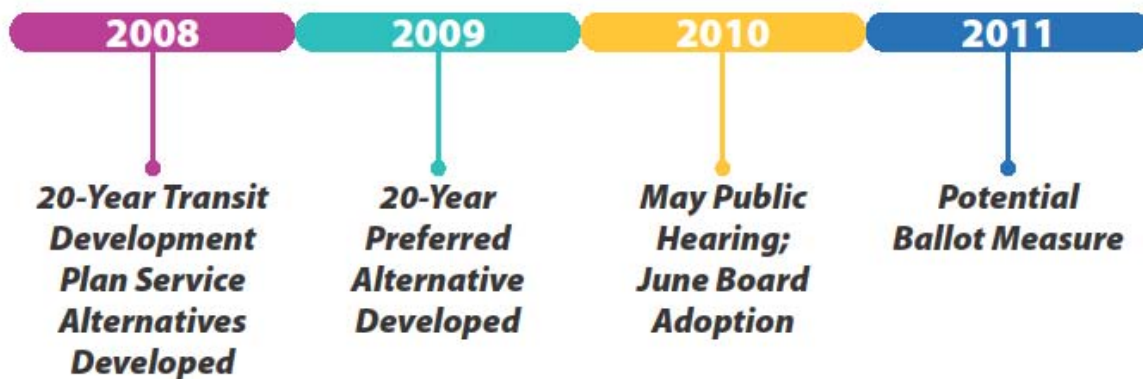 2008
2009
2010
2011
20-Year Transit
Development
Plan Service
Alternatives
Developed
20-Year
Preferred
Alternative
Developed
May Public
Hearing;
June Board
Adoption
Potential
Ballot Measure